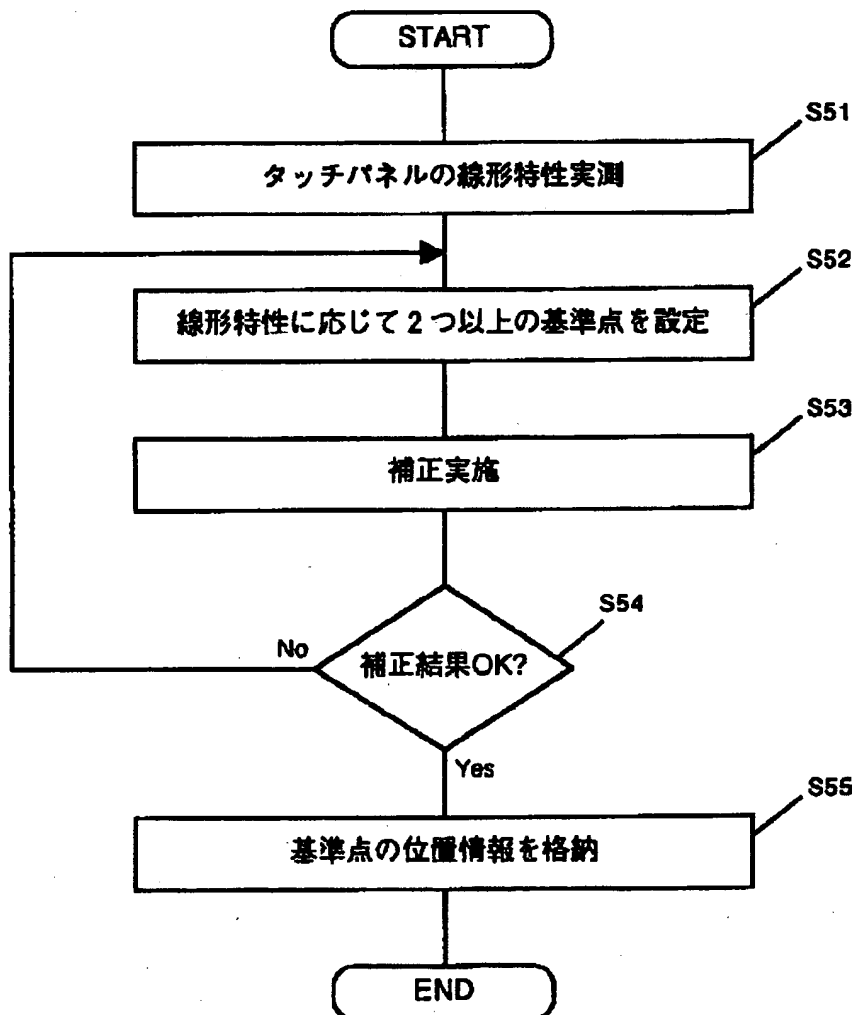 START
S51
タッチパネルの線形特性実測
S52
線形特性に応じて2つ以上の基準点を設定
S53
補正実施
S54
No
補正結果OK?
Yes
S55
基準点の位置情報を格納
END